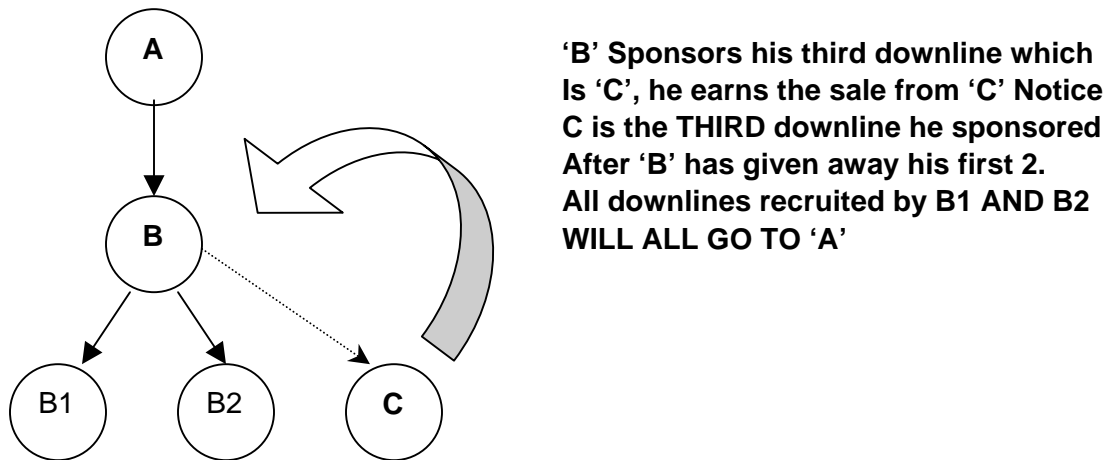 A
‘B’ Sponsors his third downline which
Is ‘C’, he earns the sale from ‘C’ Notice
C is the THIRD downline he sponsored
After ‘B’ has given away his first 2.
All downlines recruited by B1 AND B2
WILL ALL GO TO ‘A’
B
B1 B2 C